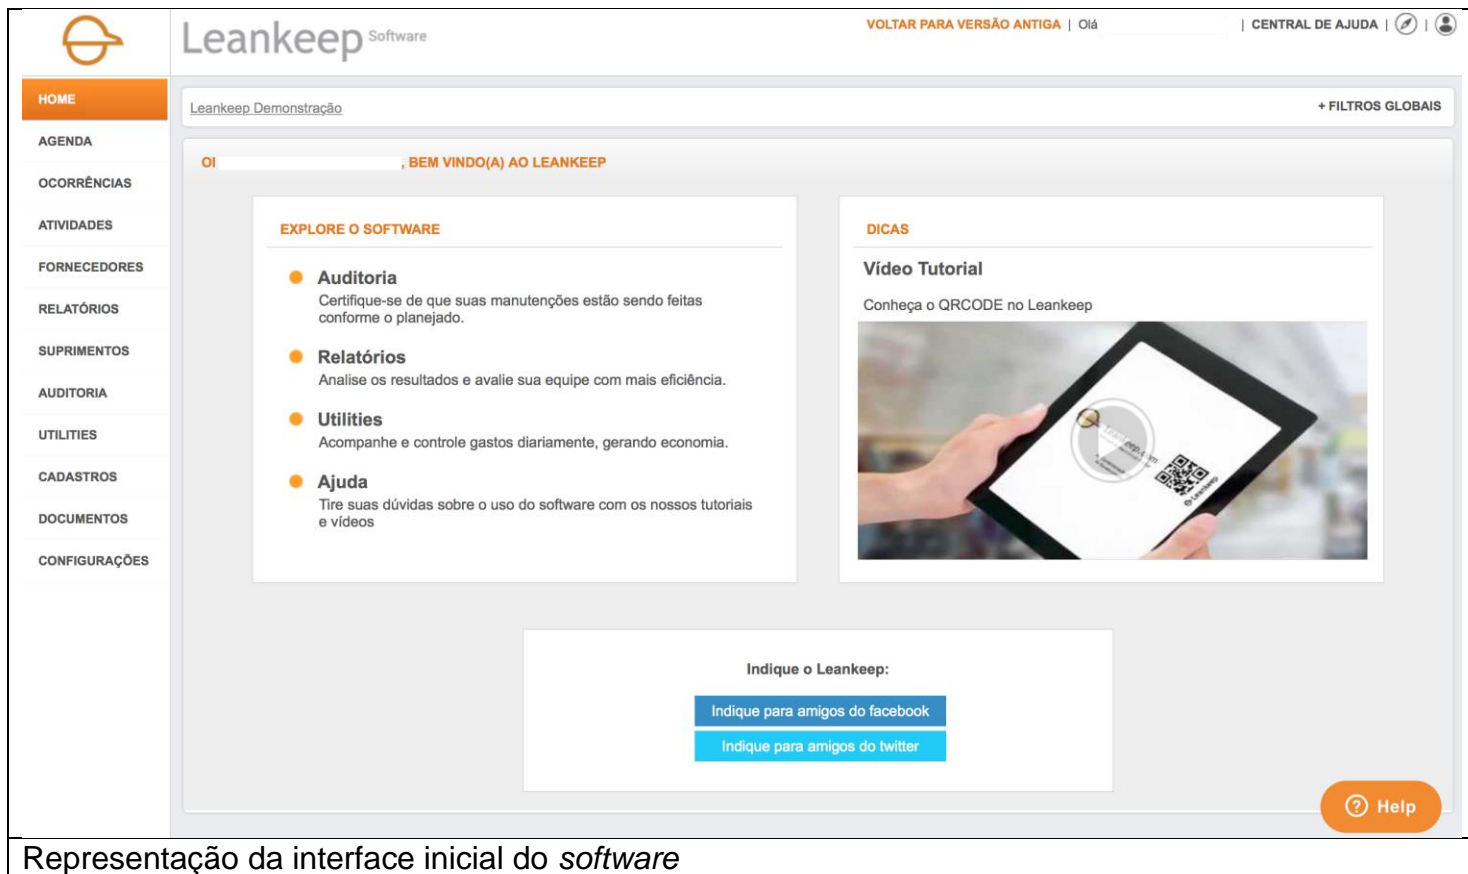 Leankeep Software
VOLTAR PARA VERSÃO ANTIGA | Olá | CENTRAL DE AJUDA | |
HOME
AGENDA
OCORRÊNCIAS
ATIVIDADES
FORNECEDORES
RELATÓRIOS
SUPRIMENTOS
AUDITORIA
UTILITIES
CADASTROS
DOCUMENTOS
CONFIGURAÇÕES
Leankeep Demonstração
+ FILTROS GLOBAIS
OI , BEM VINDO(A) AO LEANKEEP
EXPLORE O SOFTWARE
Auditoria
Certifique-se de que suas manutenções estão sendo feitas
conforme o planejado.
Relatórios
Analise os resultados e avalie sua equipe com mais eficiência.
Utilities
Acompanhe e controle gastos diariamente, gerando economia.
Ajuda
Tire suas dúvidas sobre o uso do software com os nossos tutoriais
e vídeos
DICAS
Vídeo Tutorial
Conheça o QRCODE no Leankeep
Leankeep.com
Leankeep
Indique o Leankeep:
Indique para amigos do facebook
Indique para amigos do twitter
? Help
Representação da interface inicial do software